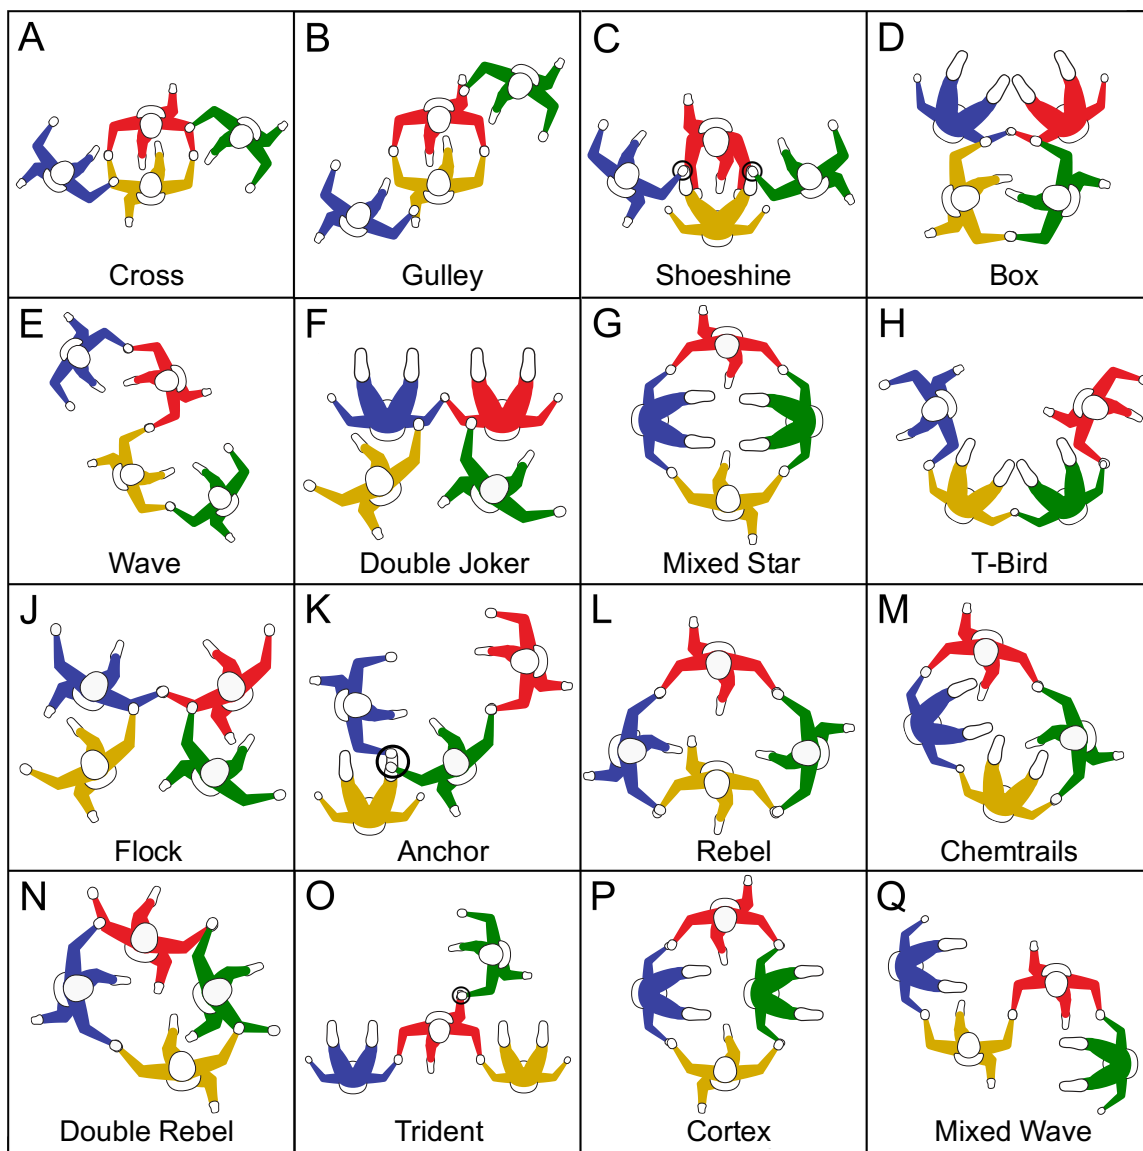 A
Cross
B
Gulley
C
Shoeshine
D
Box
E
Wave
F
Double Joker
G
Mixed Star
H
T-Bird
J
Flock
K
Anchor
L
Rebel
M
Chemtrails
N
Double Rebel
O
Trident
P
Cortex
Q
Mixed Wave